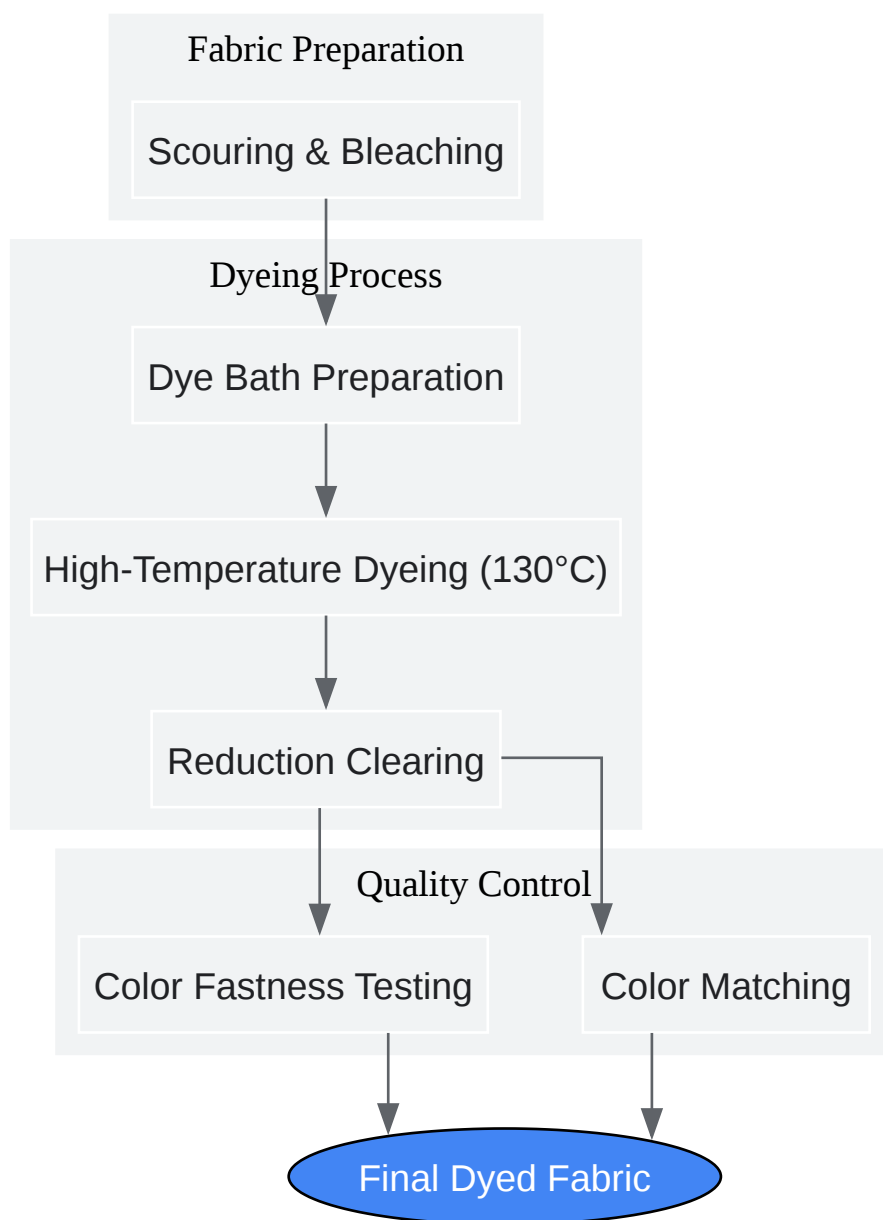 Fabric Preparation
Scouring & Bleaching
Dyeing Process
Dye Bath Preparation
High-Temperature Dyeing (130°C)
Reduction Clearing
Quality Control
Color Fastness Testing
Color Matching
Final Dyed Fabric